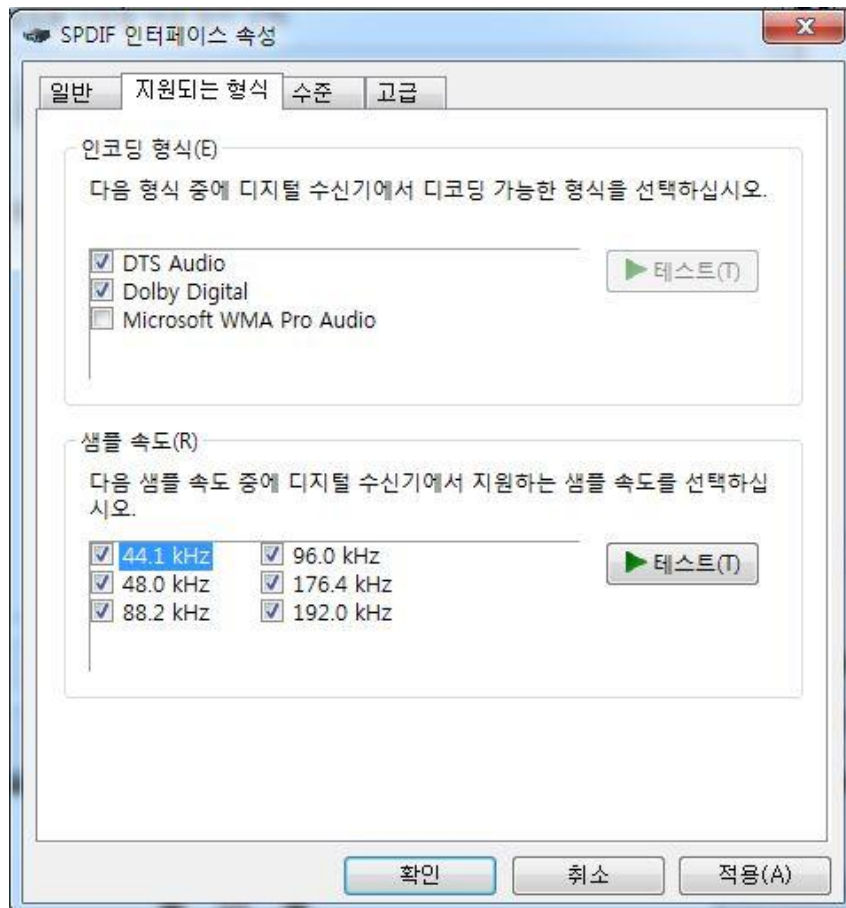 SPDIF 인터페이스 속성
일반 지원되는 형식 수준 고급
인코딩 형식(E)
다음 형식 중에 디지털 수신기에서 디코딩 가능한 형식을 선택하십시오.
DTS Audio
Dolby Digital
Microsoft WMA Pro Audio
테스트(T)
샘플 속도(R)
다음 샘플 속도 중에 디지털 수신기에서 지원하는 샘플 속도를 선택하십
시오.
44.1 kHz 96.0 kHz
48.0 kHz 176.4 kHz
88.2 kHz 192.0 kHz
테스트(T)
확인 취소 적용(A)